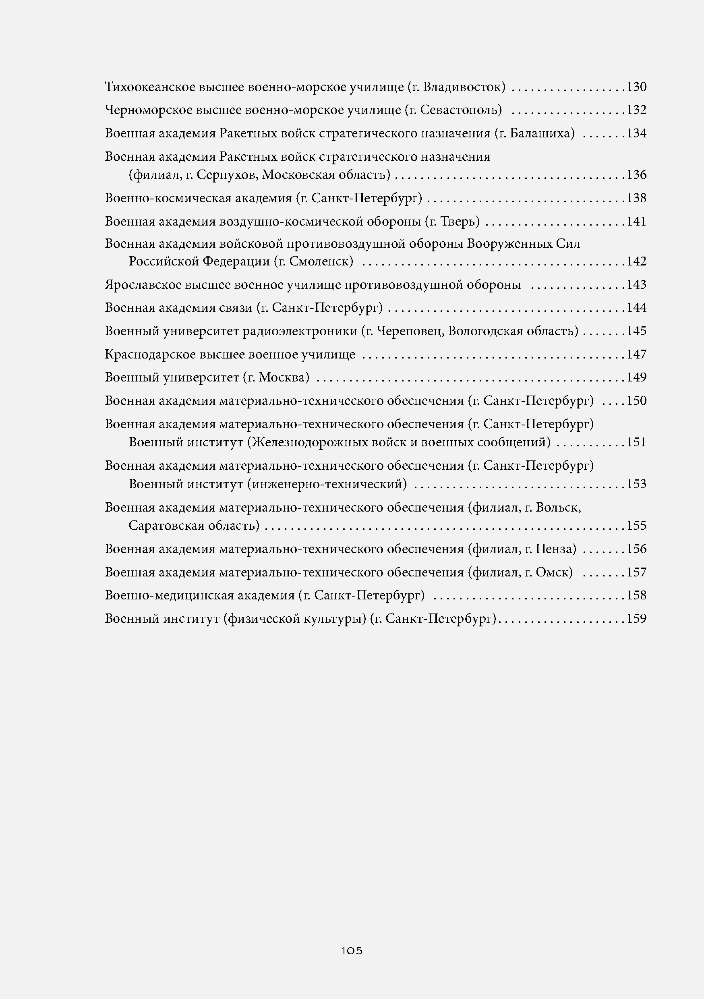 Тихоокеанское высшее военно-морское училище (г. Владивосток) . . . . . . . . . . . . . . . . . .130
Черноморское высшее военно-морское училище (г. Севастополь) . . . . . . . . . . . . . . . . . .132
Военная академия Ракетных войск стратегического назначения (г. Балашиха) . . . . . . .134
Военная академия Ракетных войск стратегического назначения
(филиал, г. Серпухов, Московская область) . . . . . . . . . . . . . . . . . . . . . . . . . . . . . . . . . . . .136
Военно-космическая академия (г. Санкт-Петербург) . . . . . . . . . . . . . . . . . . . . . . . . . . . . . . .138
Военная академия воздушно-космической обороны (г. Тверь) . . . . . . . . . . . . . . . . . . . . . .141
Военная академия войсковой противовоздушной обороны Вооруженных Сил
Российской Федерации (г. Смоленск) . . . . . . . . . . . . . . . . . . . . . . . . . . . . . . . . . . . . . . . . .142
Ярославское высшее военное училище противовоздушной обороны . . . . . . . . . . . . . . .143
Военная академия связи (г. Санкт-Петербург) . . . . . . . . . . . . . . . . . . . . . . . . . . . . . . . . . . . . .144
Военный университет радиоэлектроники (г. Череповец, Вологодская область) . . . . . . .145
Краснодарское высшее военное училище . . . . . . . . . . . . . . . . . . . . . . . . . . . . . . . . . . . . . . . . .147
Военный университет (г. Москва) . . . . . . . . . . . . . . . . . . . . . . . . . . . . . . . . . . . . . . . . . . . . . . . .149
Военная академия материально-технического обеспечения (г. Санкт-Петербург) . . . .150
Военная академия материально-технического обеспечения (г. Санкт-Петербург)
Военный институт (Железнодорожных войск и военных сообщений) . . . . . . . . . . .151
Военная академия материально-технического обеспечения (г. Санкт-Петербург)
Военный институт (инженерно-технический) . . . . . . . . . . . . . . . . . . . . . . . . . . . . . . . . .153
Военная академия материально-технического обеспечения (филиал, г. Вольск,
Саратовская область) . . . . . . . . . . . . . . . . . . . . . . . . . . . . . . . . . . . . . . . . . . . . . . . . . . . . . . . .155
Военная академия материально-технического обеспечения (филиал, г. Пенза) . . . . . . .156
Военная академия материально-технического обеспечения (филиал, г. Омск) . . . . . . .157
Военно-медицинская академия (г. Санкт-Петербург) . . . . . . . . . . . . . . . . . . . . . . . . . . . . . .158
Военный институт (физической культуры) (г. Санкт-Петербург). . . . . . . . . . . . . . . . . . . .159
105